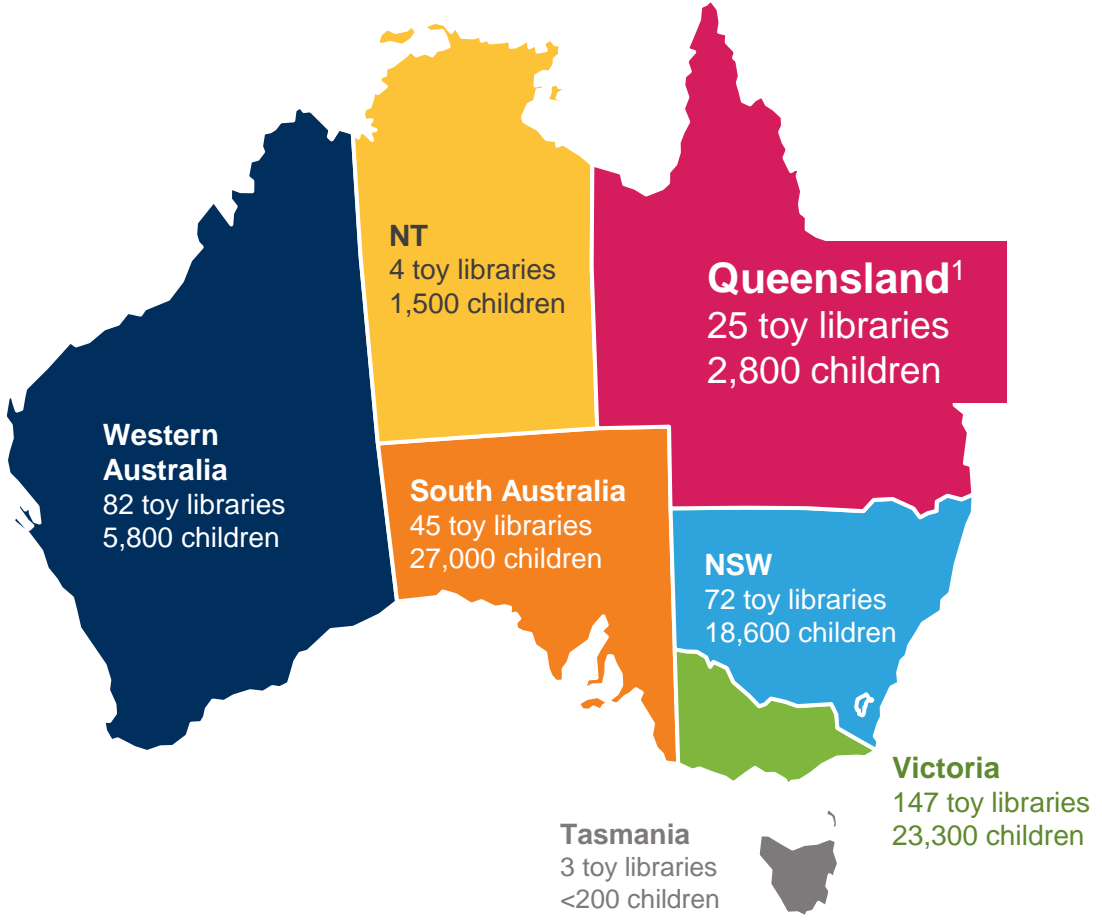 NT
4 toy libraries
1,500 children
Queensland¹
25 toy libraries
2,800 children
Western
Australia
82 toy libraries
5,800 children
South Australia
45 toy libraries
27,000 children
NSW
72 toy libraries
18,600 children
Victoria
147 toy libraries
23,300 children
Tasmania
3 toy libraries
<200 children